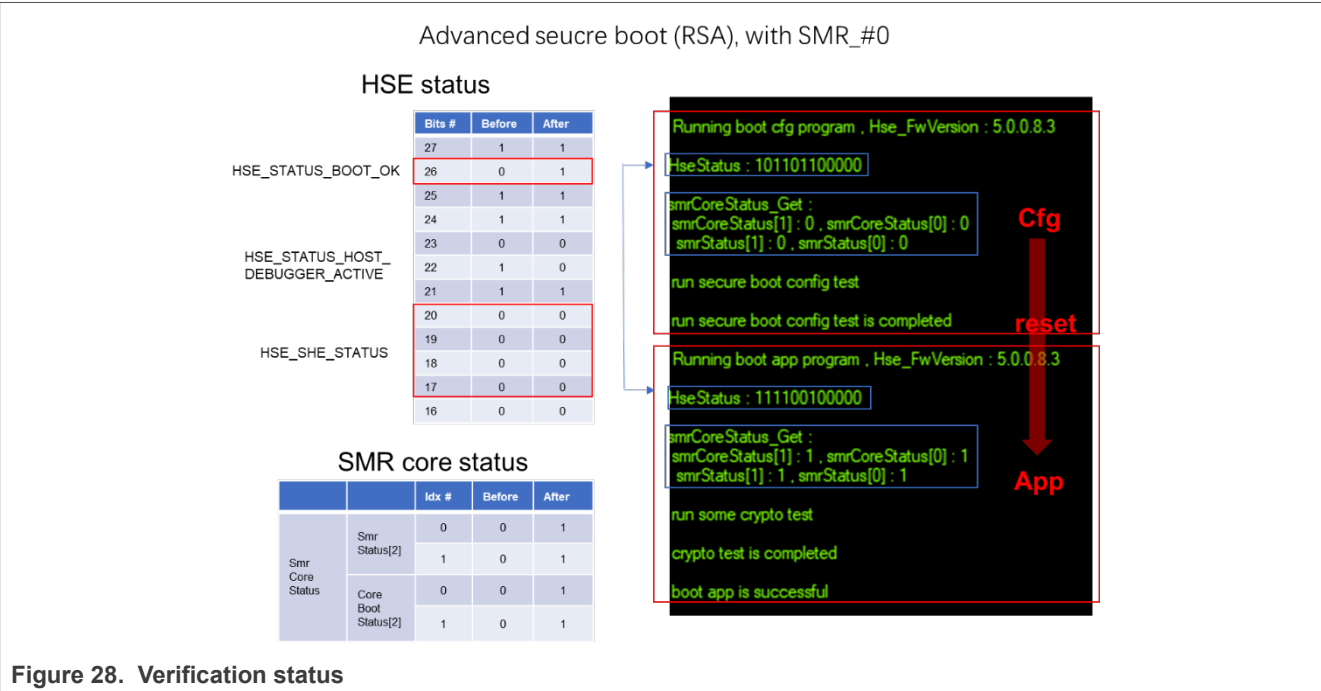 Advanced seucre boot (RSA), with SMR_#0
HSE status
Bits # Before After
27 1 1
HSE_STATUS_BOOT_OK 26 0 1
25 1 1
24 1 1
23 0 0
HSE_STATUS_HOST_
DEBUGGER_ACTIVE
22 1 0
21 1 1
20 0 0
19 0 0
HSE_SHE_STATUS
18 0 0
17 0 0
16 0 0
SMR core status
Idx # Before After
Smr
Core
Status
Smr
Status[2]
0 0 1
1 0 1
Core
Boot
Status[2]
0 0 1
1 0 1
Running boot cfg program , Hse_FwVersion : 5.0.0.8.3
HseStatus : 101101100000
smrCoreStatus_Get :
smrCoreStatus[1] : 0 , smrCoreStatus[0] : 0
smrStatus[1] : 0 , smrStatus[0] : 0
run secure boot config test
run secure boot config test is completed
Cfg
reset
App
Running boot app program , Hse_FwVersion : 5.0.0.8.3
HseStatus : 111100100000
smrCoreStatus_Get :
smrCoreStatus[1] : 1 , smrCoreStatus[0] : 1
smrStatus[1] : 1 , smrStatus[0] : 1
run some crypto test
crypto test is completed
boot app is successful
Figure 28. Verification status